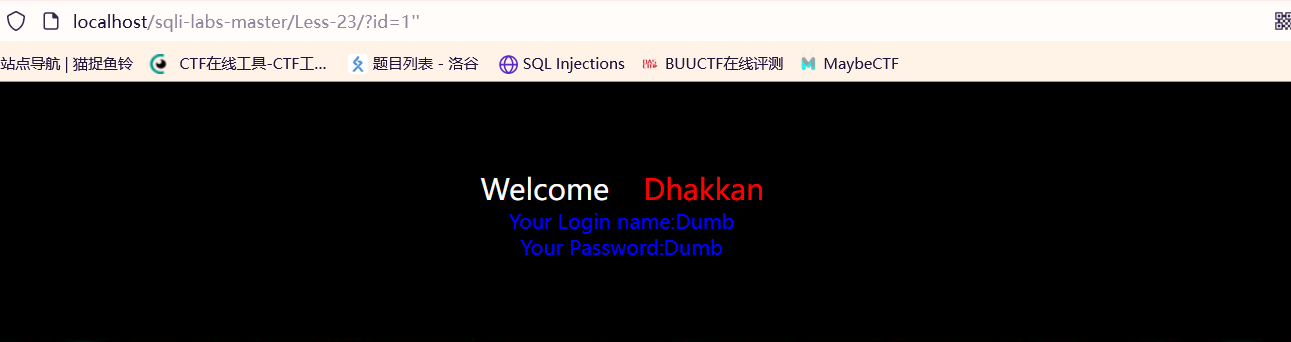 localhost/sqli-labs-master/Less-23/?id=1''
站点导航 | 猫捉鱼铃 CTF在线工具-CTF工... 题目列表 - 洛谷 SQL Injections BUUCTF在线评测 MaybeCTF
Welcome Dhakkan
Your Login name:Dumb
Your Password:Dumb